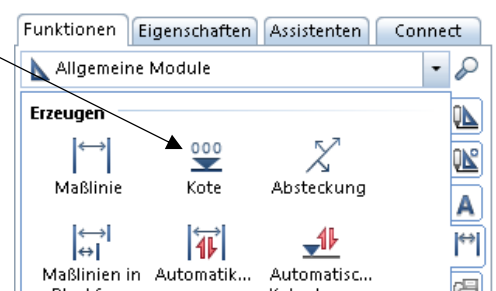 Funktionen Eigenschaften Assistenten Connect
Allgemeine Module
Erzeugen
000
Maßlinie Kote Absteckung
A
Maßlinien in Automatik... Automatisc...